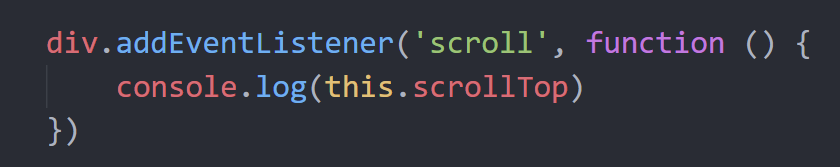 div.addEventListener('scroll', function () {
    console.log(this.scrollTop)
})